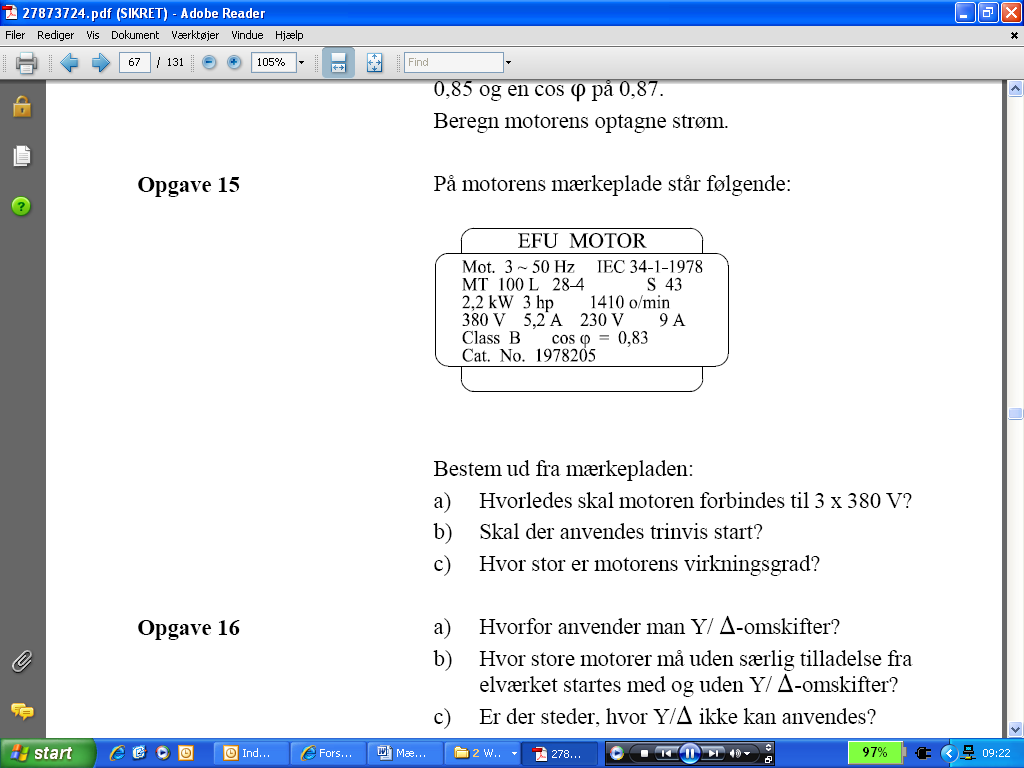 27873724.pdf (SIKRET) - Adobe Reader
Filer Rediger Vis Dokument Værktøjer Vindue Hjælp
67 / 131 105% Find
0,85 og en cos φ på 0,87.
Beregn motorens optagne strøm.
Opgave 15 På motorens mærkeplade står følgende:
EFU MOTOR
Mot. 3 ~ 50 Hz IEC 34-1-1978
MT 100 L 28-4 S 43
2,2 kW 3 hp 1410 o/min
380 V 5,2 A 230 V 9 A
Class B cos φ = 0,83
Cat. No. 1978205
Bestem ud fra mærkepladen:
a) Hvorledes skal motoren forbindes til 3 x 380 V?
b) Skal der anvendes trinvis start?
c) Hvor stor er motorens virkningsgrad?
Opgave 16 a) Hvorfor anvender man Y/ Δ-omskifter?
b) Hvor store motorer må uden særlig tilladelse fra
elværket startes med og uden Y/ Δ-omskifter?
c) Er der steder, hvor Y/Δ ikke kan anvendes?
start Ind... Fors... Mæ... 2 W... 278... 97% 09:22